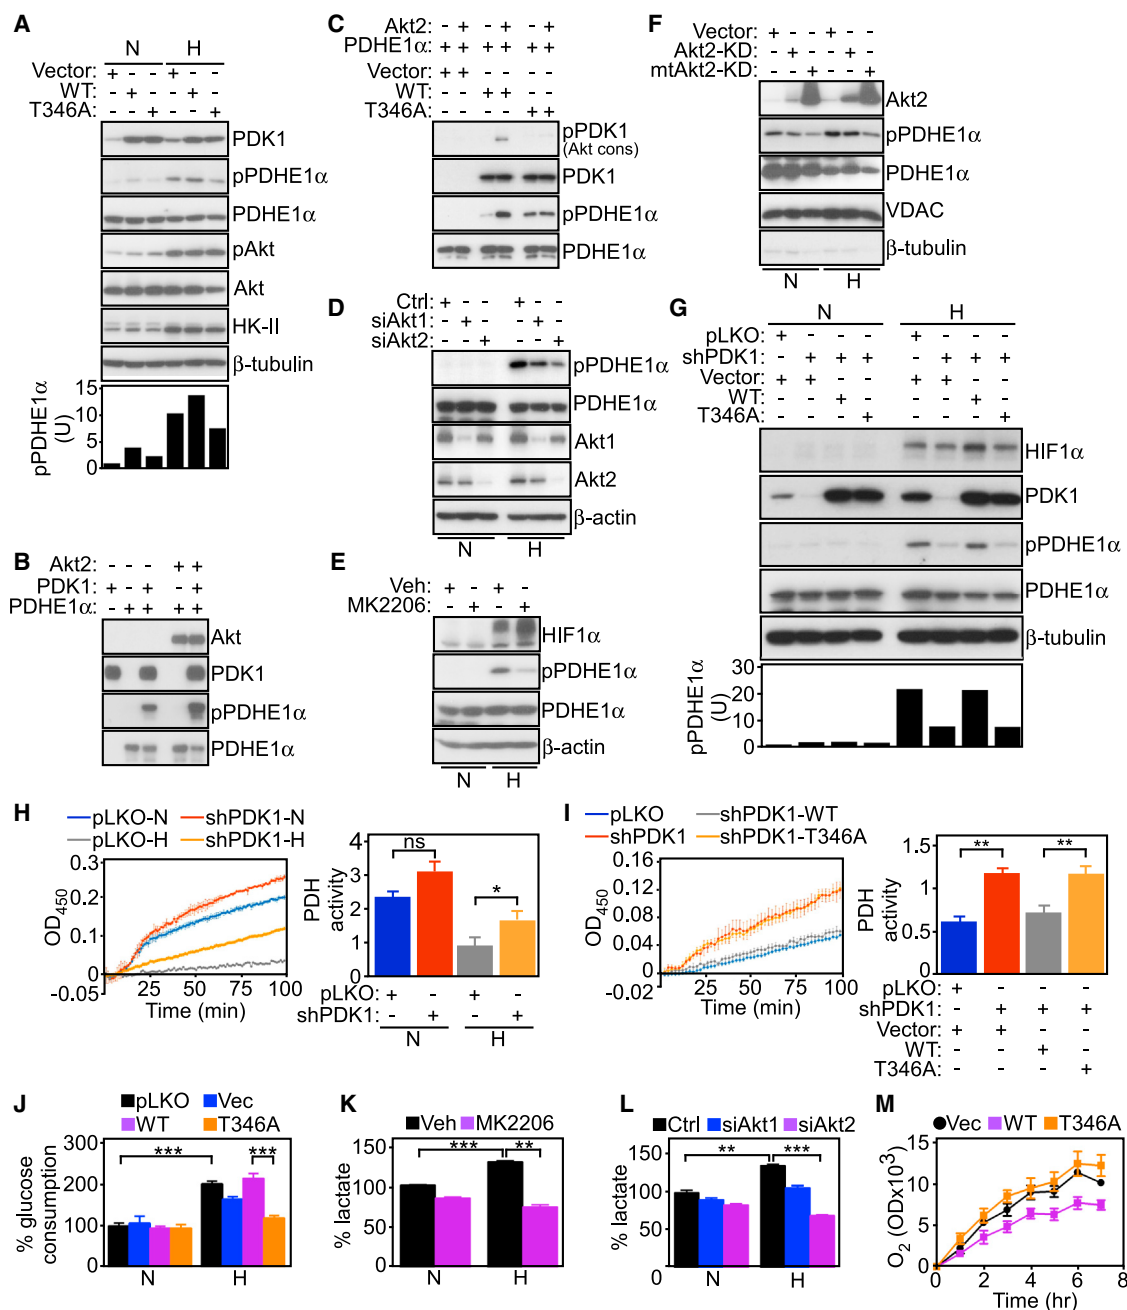 A
N H
Vector: + - - + - -
WT: - + - - + -
T346A: - - + - - +
PDK1
pPDHE1α
PDHE1α
pAkt
Akt
HK-II
β-tubulin
pPDHE1α (U)
15
10
5
0
B
Akt2: - - - + +
PDK1: + - + - +
PDHE1α: - + + + +
Akt
PDK1
pPDHE1α
PDHE1α
C
Akt2: - + - + - +
PDHE1α: + + + + + +
Vector: + + - - - -
WT: - - + + - -
T346A: - - - - + +
pPDK1
(Akt cons)
PDK1
pPDHE1α
PDHE1α
D
Ctrl: + - - + - -
siAkt1: - + - - + -
siAkt2: - - + - - +
pPDHE1α
PDHE1α
Akt1
Akt2
β-actin
N H
E
Veh: + - + -
MK2206: - + - +
HIF1α
pPDHE1α
PDHE1α
β-actin
N H
F
Vector: + - - + - -
Akt2-KD: - + - - + -
mtAkt2-KD: - - + - - +
Akt2
pPDHE1α
PDHE1α
VDAC
β-tubulin
N H
G
N H
pLKO: + - - - + - - -
shPDK1: - + + + - + + +
Vector: + + - - + + - -
WT: - - + - - - + -
T346A: - - - + - - - +
HIF1α
PDK1
pPDHE1α
PDHE1α
β-tubulin
pPDHE1α (U)
30
20
10
0
H
pLKO-N shPDK1-N
pLKO-H shPDK1-H
OD450
0.3
0.2
0.1
0
-0.05
25 50 75 100
Time (min)
PDH activity
4
3
2
1
0
ns
*
pLKO: + - + -
shPDK1: - + - +
N H
I
pLKO shPDK1-WT
shPDK1 shPDK1-T346A
OD450
0.16
0.12
0.08
0.04
0
-0.02
25 50 75 100
Time (min)
PDH activity
1.5
1
0.5
0
** **
pLKO: + - - -
shPDK1: - + + +
Vector: + + - -
WT: - - + -
T346A: - - - +
J
pLKO Vec
WT T346A
% glucose consumption
300
200
100
0
*** ***
N H
K
Veh MK2206
% lactate
150
100
50
0
*** **
N H
L
Ctrl siAkt1 siAkt2
% lactate
150
100
50
0
** ***
N H
M
Vec WT T346A
O2 (ODx10³)
15
10
5
0
0 2 4 6 8
Time (hr)